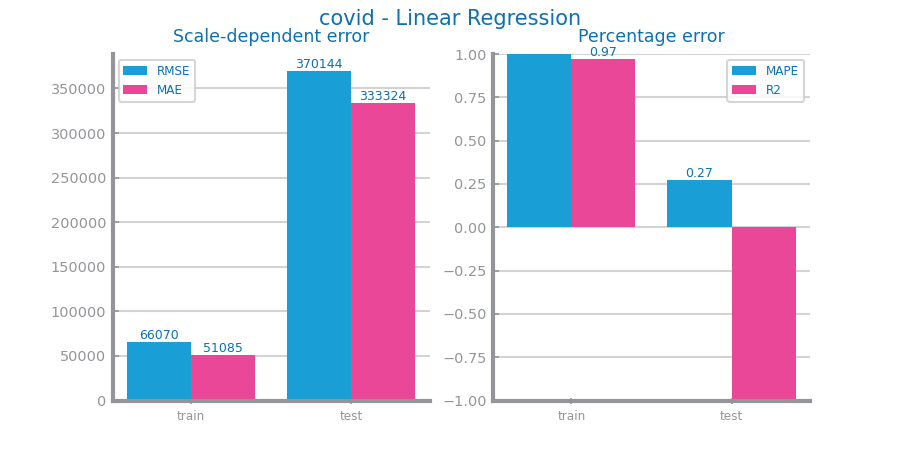 covid - Linear Regression
Scale-dependent error
RMSE
MAE
350000
300000
250000
200000
150000
100000
50000
0
66070
51085
370144
333324
train
test
Percentage error
MAPE
R2
1.00
0.75
0.50
0.25
0.00
−0.25
−0.50
−0.75
−1.00
0.97
0.27
train
test